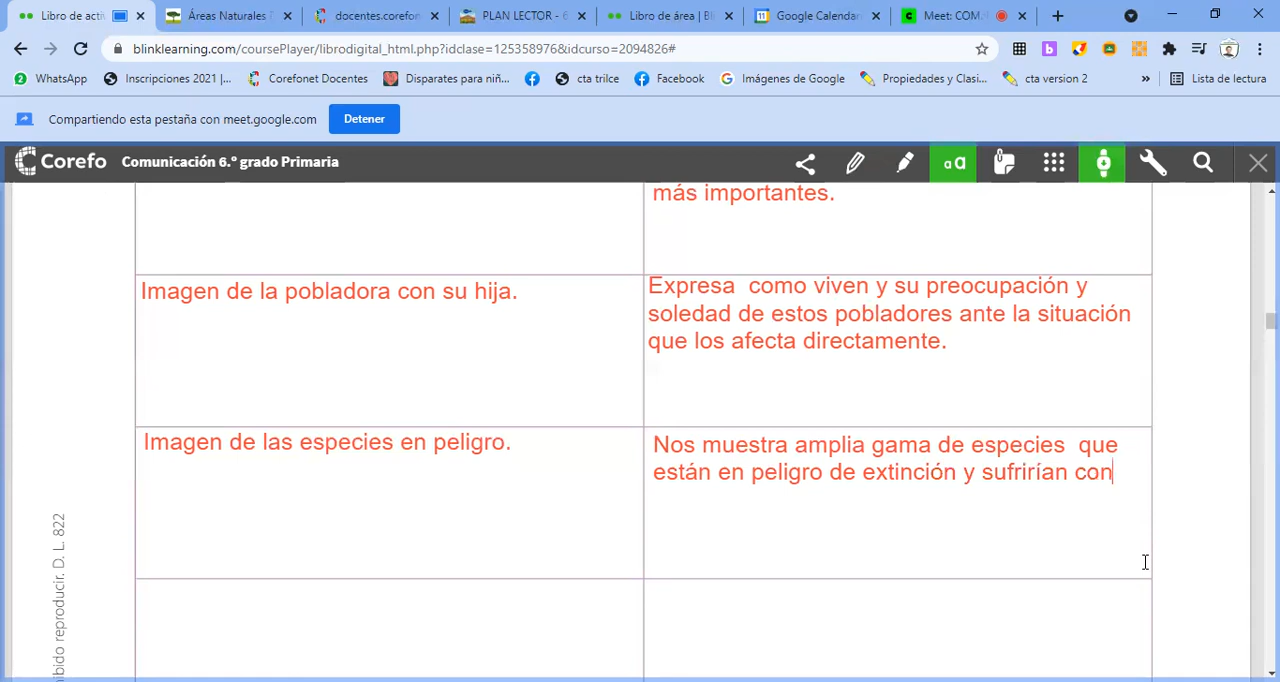 Libro de activ
Áreas Naturales
docentes.corefon
PLAN LECTOR - 6
Libro de área | Bli
Google Calendar
Meet: COM.
blinklearning.com/coursePlayer/librodigital_html.php?idclase=125358976&idcurso=2094826#
WhatsApp
Inscripciones 2021 |...
Corefonet Docentes
Disparates para niñ...
cta trilce
Facebook
Imágenes de Google
Propiedades y Clasi...
cta version 2
»
Lista de lectura
Compartiendo esta pestaña con meet.google.com
Detener
Corefo
Comunicación 6.º grado Primaria
aa
más importantes.
Imagen de la pobladora con su hija.
Expresa  como viven y su preocupación y
soledad de estos pobladores ante la situación
que los afecta directamente.
Imagen de las especies en peligro.
Nos muestra amplia gama de especies  que
están en peligro de extinción y sufrirían con
ibido reproducir. D. L. 822